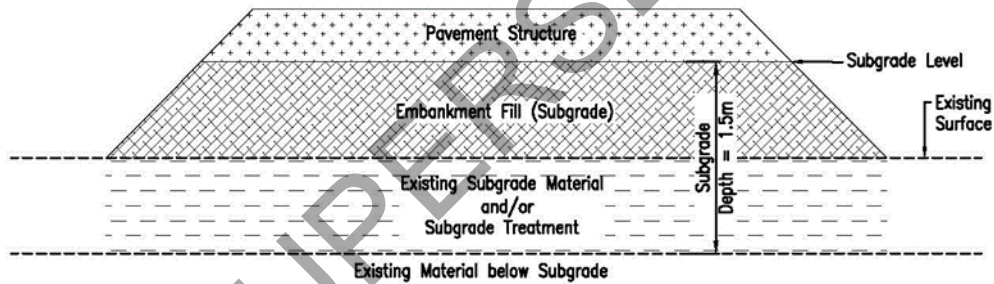 Pavement Structure
Subgrade Level
Embankment Fill (Subgrade)
Existing
Surface
Subgrade
Depth = 1.5m
Existing Subgrade Material
and/or
Subgrade Treatment
Existing Material below Subgrade